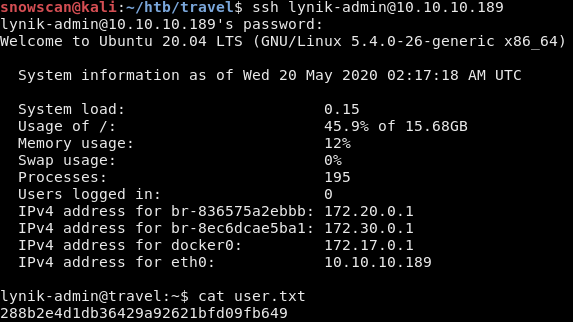 snowscan@kali:~/htb/travel$ ssh lynik-admin@10.10.10.189
lynik-admin@10.10.10.189's password:
Welcome to Ubuntu 20.04 LTS (GNU/Linux 5.4.0-26-generic x86_64)
System information as of Wed 20 May 2020 02:17:18 AM UTC
System load: 0.15
Usage of /: 45.9% of 15.68GB
Memory usage: 12%
Swap usage: 0%
Processes: 195
Users logged in: 0
IPv4 address for br-836575a2ebbb: 172.20.0.1
IPv4 address for br-8ec6dcae5ba1: 172.30.0.1
IPv4 address for docker0: 172.17.0.1
IPv4 address for eth0: 10.10.10.189
lynik-admin@travel:~$ cat user.txt
288b2e4d1db36429a92621bfd09fb649